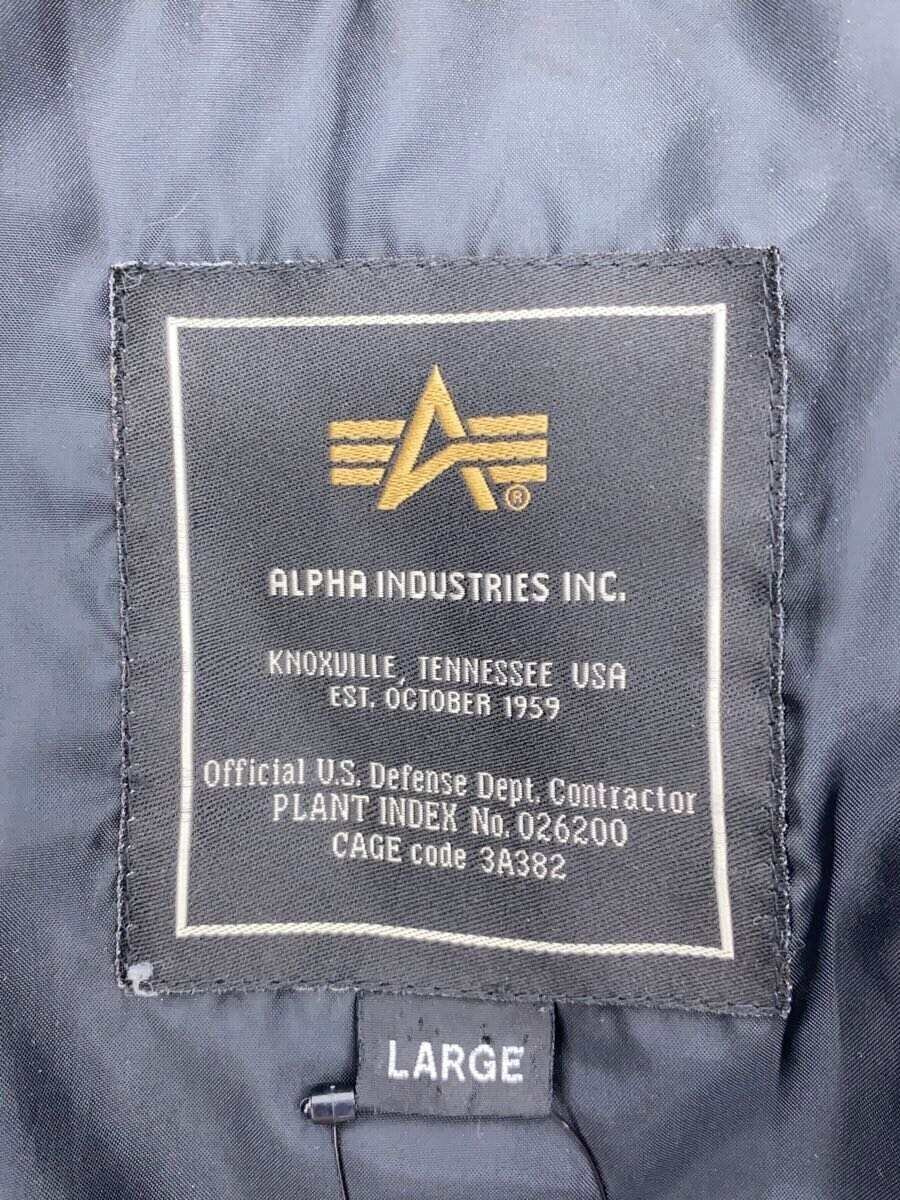 ®
ALPHA INDUSTRIES INC.
KNOXVILLE, TENNESSEE USA
EST. OCTOBER 1959
Official U.S. Defense Dept. Contractor
PLANT INDEX No. 026200
CAGE code 3A382
LARGE